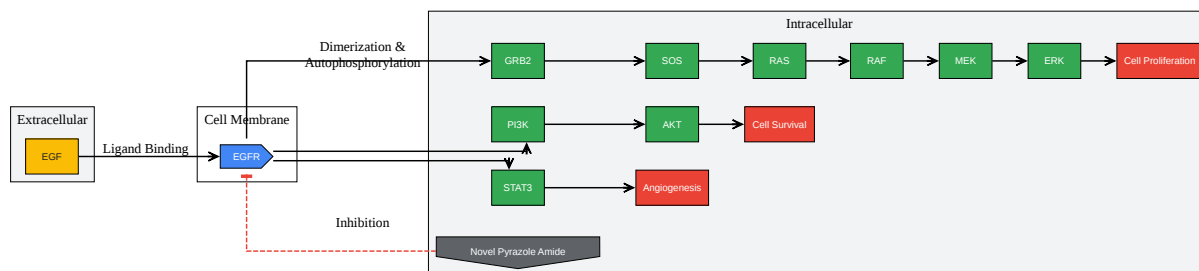 Intracellular
Dimerization &
Autophosphorylation
GRB2
SOS
RAS
RAF
MEK
ERK
Cell Proliferation
Extracellular
Cell Membrane
PI3K
AKT
Cell Survival
EGF
Ligand Binding
EGFR
STAT3
Angiogenesis
Inhibition
Novel Pyrazole Amide